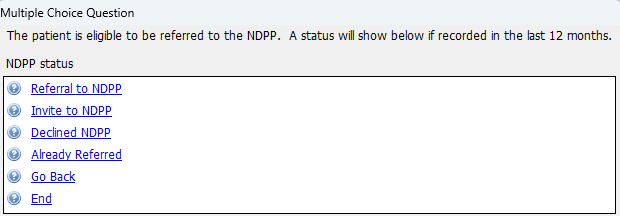 Multiple Choice Question
The patient is eligible to be referred to the NDPP.  A status will show below if recorded in the last 12 months.
NDPP status
Referral to NDPP
Invite to NDPP
Declined NDPP
Already Referred
Go Back
End